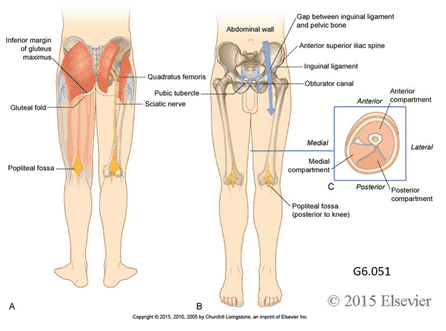 Inferior margin
of gluteus
maximus
Gluteal fold
Popliteal fossa
Quadratus femoris
Sciatic nerve
A
Abdominal wall
Gap between inguinal ligament
and pelvic bone
Anterior superior iliac spine
Inguinal ligament
Obturator canal
Pubic tubercle
Popliteal fossa
(posterior to knee)
B
Anterior
Anterior
compartment
Medial
Lateral
Medial
compartment
Posterior
Posterior
compartment
C
G6.051
© 2015 Elsevier
Copyright © 2015, 2010, 2005 by Churchill Livingstone, an imprint of Elsevier Inc.